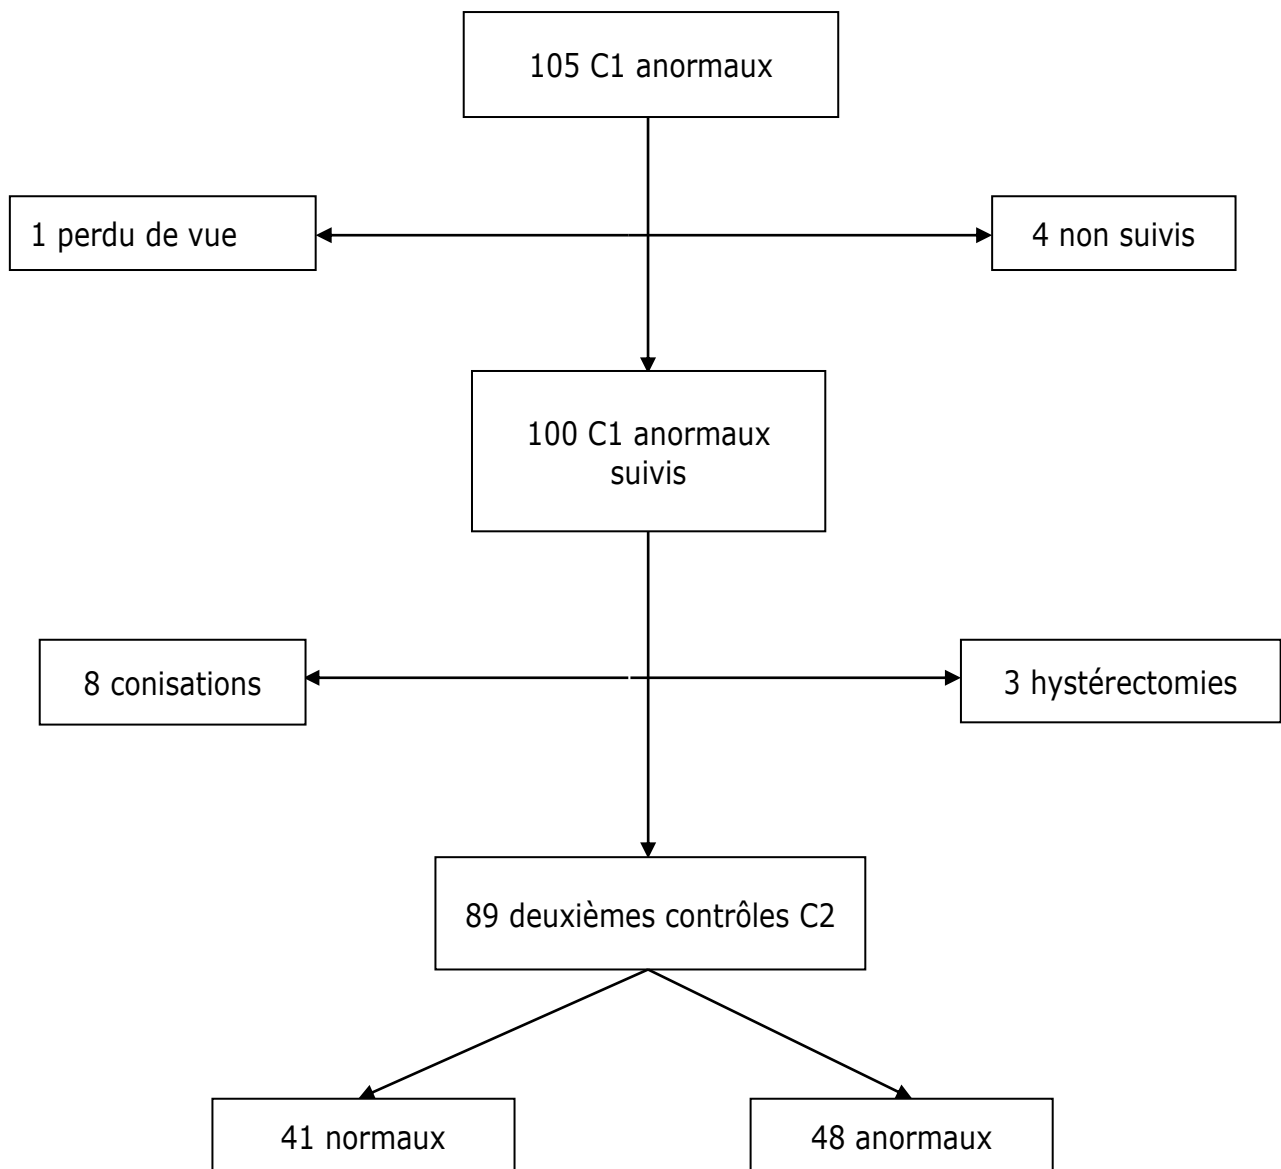 105 C1 anormaux
1 perdu de vue
4 non suivis
100 C1 anormaux
suivis
8 conisations
3 hystérectomies
89 deuxièmes contrôles C2
41 normaux
48 anormaux